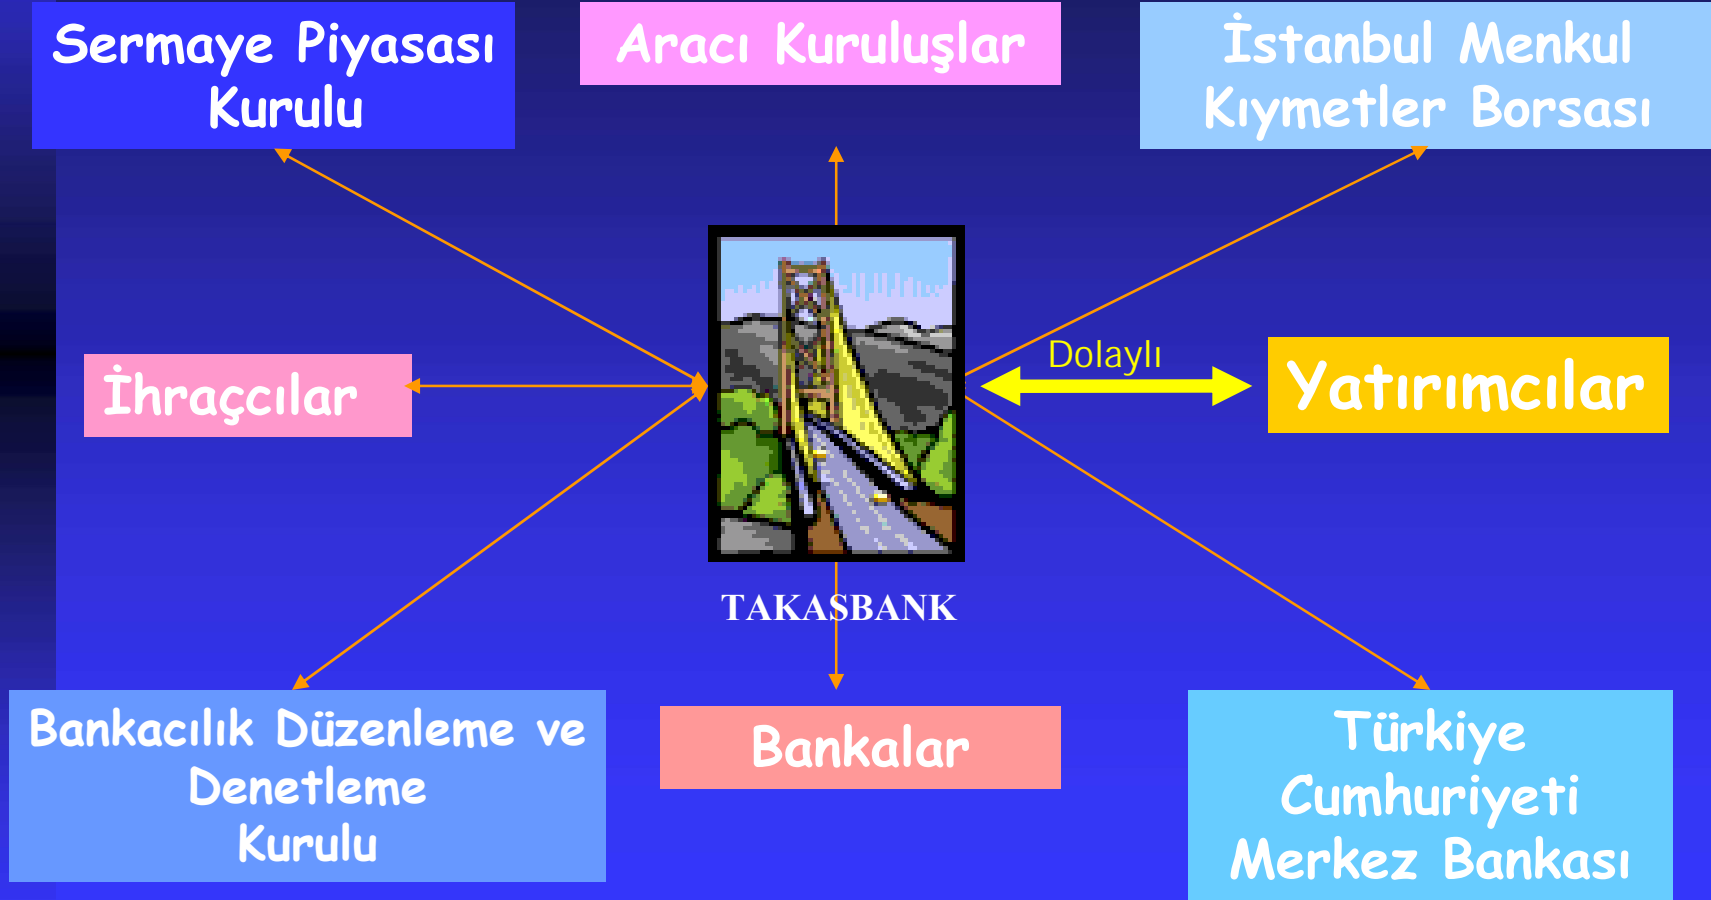 Sermaye Piyasası
Kurulu
Aracı Kuruluşlar
İstanbul Menkul
Kıymetler Borsası
İhraçcılar
Dolaylı
Yatırımcılar
TAKASBANK
Bankacılık Düzenleme ve
Denetleme
Kurulu
Bankalar
Türkiye
Cumhuriyeti
Merkez Bankası